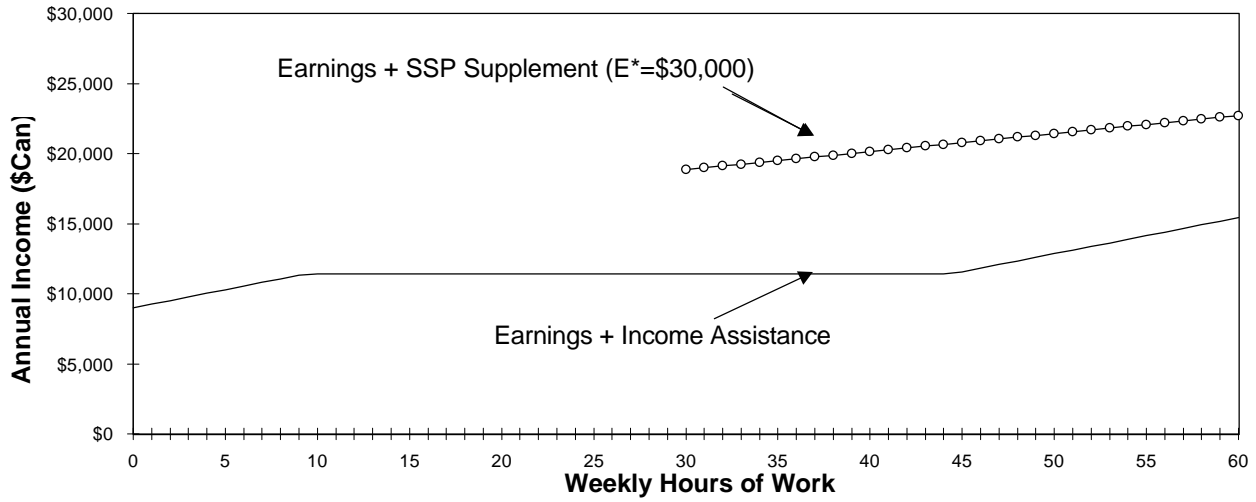 $30,000
Earnings + SSP Supplement (E*=$30,000)
$25,000
$20,000
$15,000
$10,000
Earnings + Income Assistance
$5,000
$0
Annual Income ($Can)
0 5 10 15 20 25 30 35 40 45 50 55 60
Weekly Hours of Work